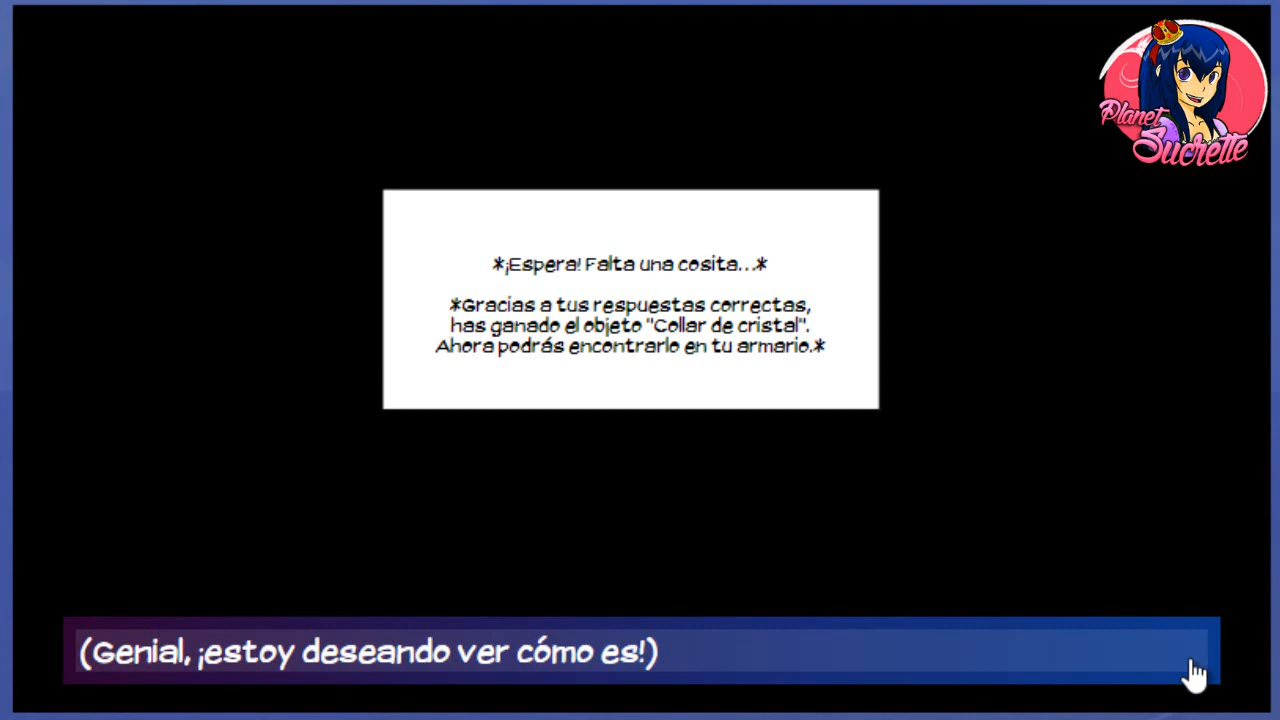 Planet
Sucrette
*¡Espera! Falta una cosita...*
*Gracias a tus respuestas correctas,
has ganado el objeto "Collar de cristal".
Ahora podrás encontrarlo en tu armario.*
(Genial, ¡estoy deseando ver cómo es!)